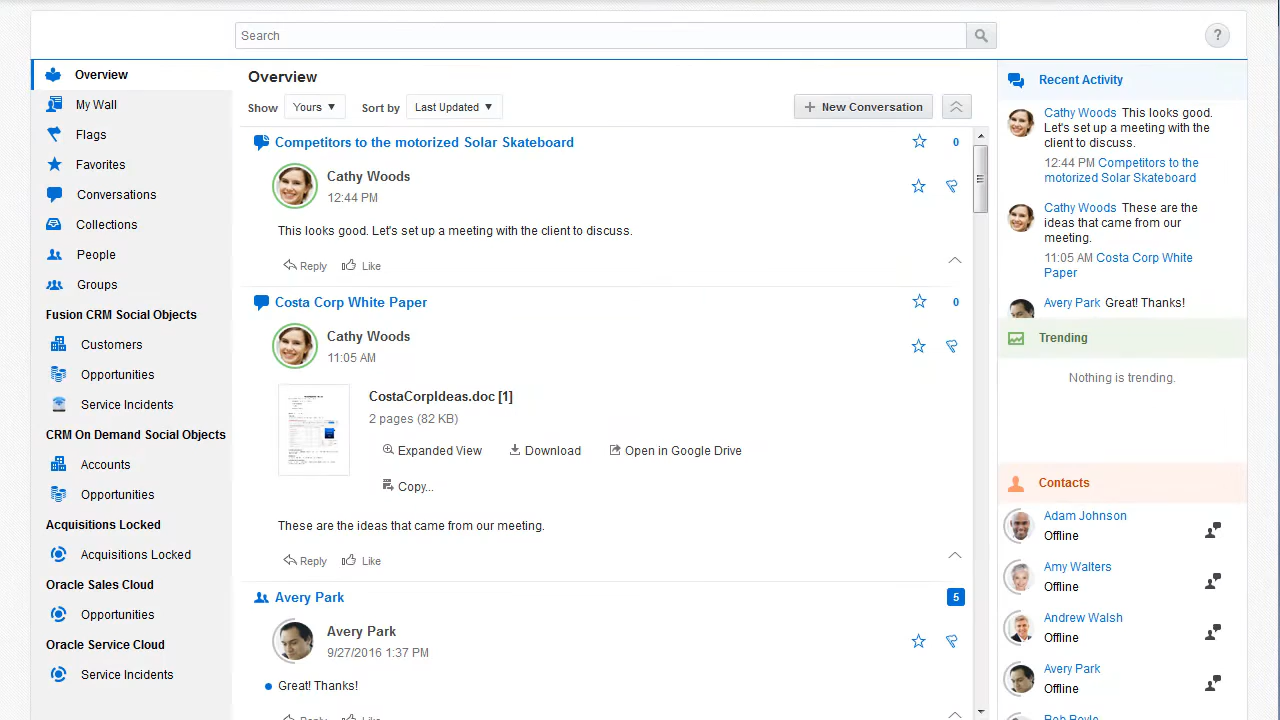 Search
?
Overview
My Wall
Flags
Favorites
Conversations
Collections
People
Groups
Fusion CRM Social Objects
Customers
Opportunities
Service Incidents
CRM On Demand Social Objects
Accounts
Opportunities
Acquisitions Locked
Acquisitions Locked
Oracle Sales Cloud
Opportunities
Oracle Service Cloud
Service Incidents
Overview
Show Yours ▼ Sort by Last Updated ▼ + New Conversation
Competitors to the motorized Solar Skateboard 0
Cathy Woods
12:44 PM
This looks good. Let's set up a meeting with the client to discuss.
Reply Like
Costa Corp White Paper 0
Cathy Woods
11:05 AM
CostaCorpIdeas.doc [1]
2 pages (82 KB)
Expanded View Download Open in Google Drive
Copy...
These are the ideas that came from our meeting.
Reply Like
Avery Park 5
Avery Park
9/27/2016 1:37 PM
Great! Thanks!
Reply Like
Recent Activity
Cathy Woods This looks good.
Let's set up a meeting with the
client to discuss.
12:44 PM Competitors to the
motorized Solar Skateboard
Cathy Woods These are the
ideas that came from our
meeting.
11:05 AM Costa Corp White
Paper
Avery Park Great! Thanks!
Trending
Nothing is trending.
Contacts
Adam Johnson
Offline
Amy Walters
Offline
Andrew Walsh
Offline
Avery Park
Offline